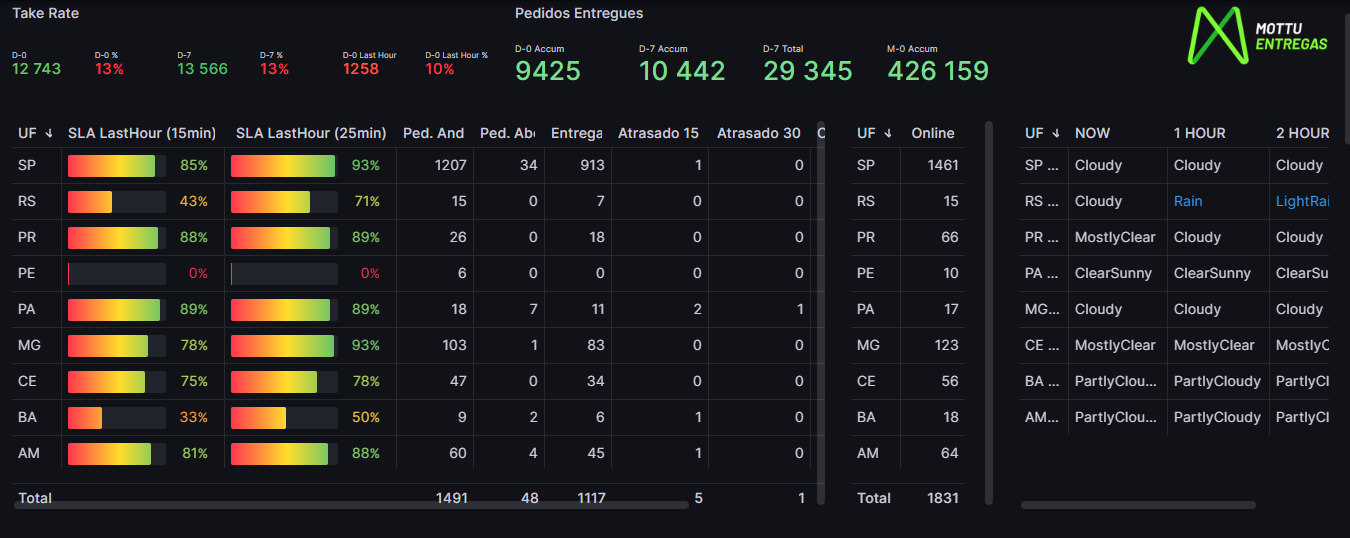 Take Rate
Pedidos Entregues
MOTTU
ENTREGAS
D-0 D-0 % D-7 D-7 % D-0 Last Hour D-0 Last Hour %
12 743 13% 13 566 13% 1258 10%
D-0 Accum D-7 Accum D-7 Total M-0 Accum
9425 10 442 29 345 426 159
UF ↓ SLA LastHour (15min) SLA LastHour (25min) Ped. And Ped. Abe Entrega Atrasado 15 Atrasado 30
SP 85% 93% 1207 34 913 1 0
RS 43% 71% 15 0 7 0 0
PR 88% 89% 26 0 18 0 0
PE 0% 0% 6 0 0 0 0
PA 89% 89% 18 7 11 2 1
MG 78% 93% 103 1 83 0 0
CE 75% 78% 47 0 34 0 0
BA 33% 50% 9 2 6 1 0
AM 81% 88% 60 4 45 1 0
Total 1491 48 1117 5 1
UF ↓ Online
SP 1461
RS 15
PR 66
PE 10
PA 17
MG 123
CE 56
BA 18
AM 64
Total 1831
UF ↓ NOW 1 HOUR 2 HOUR
SP ... Cloudy Cloudy Cloudy
RS ... Cloudy Rain LightRai
PR ... MostlyClear Cloudy Cloudy
PA ... ClearSunny ClearSunny ClearSu
MG... Cloudy Cloudy Cloudy
CE ... MostlyClear MostlyClear MostlyC
BA ... PartlyClou... PartlyCloudy PartlyCl
AM... PartlyClou... PartlyCloudy PartlyCl